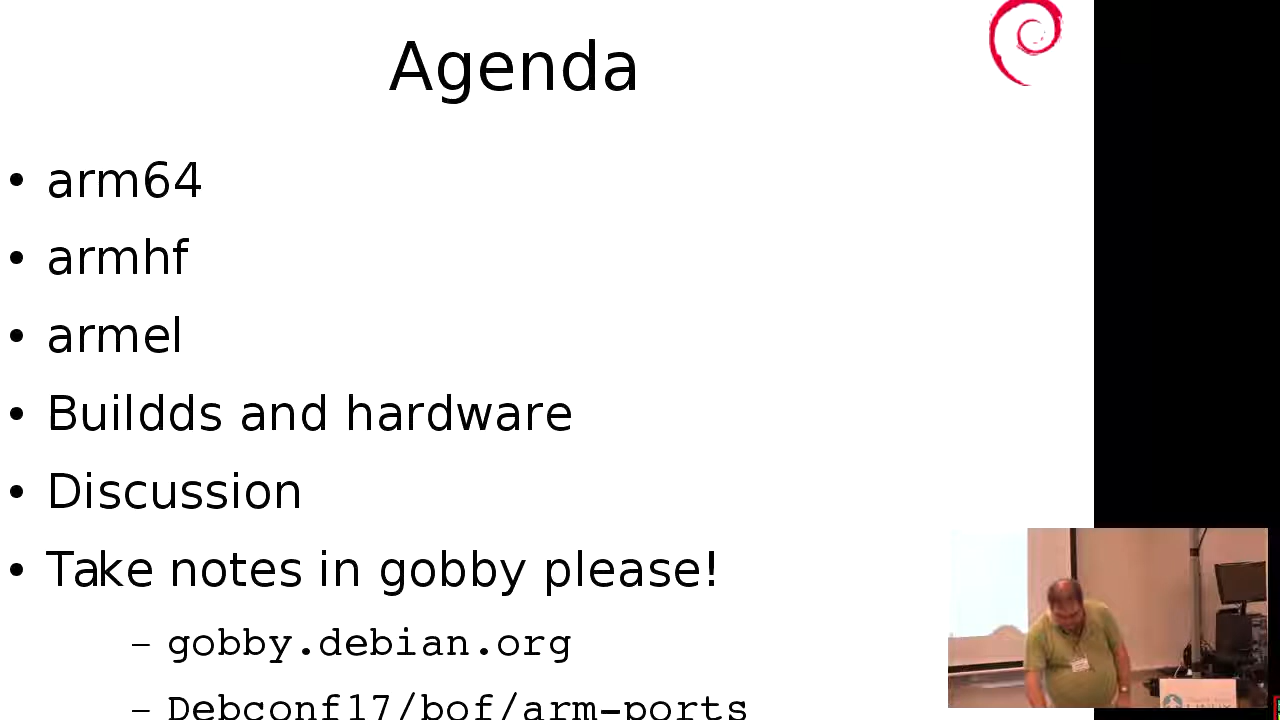 Agenda
• arm64
• armhf
• armel
• Buildds and hardware
• Discussion
• Take notes in gobby please!
– gobby.debian.org
– Debconf17/bof/arm-ports